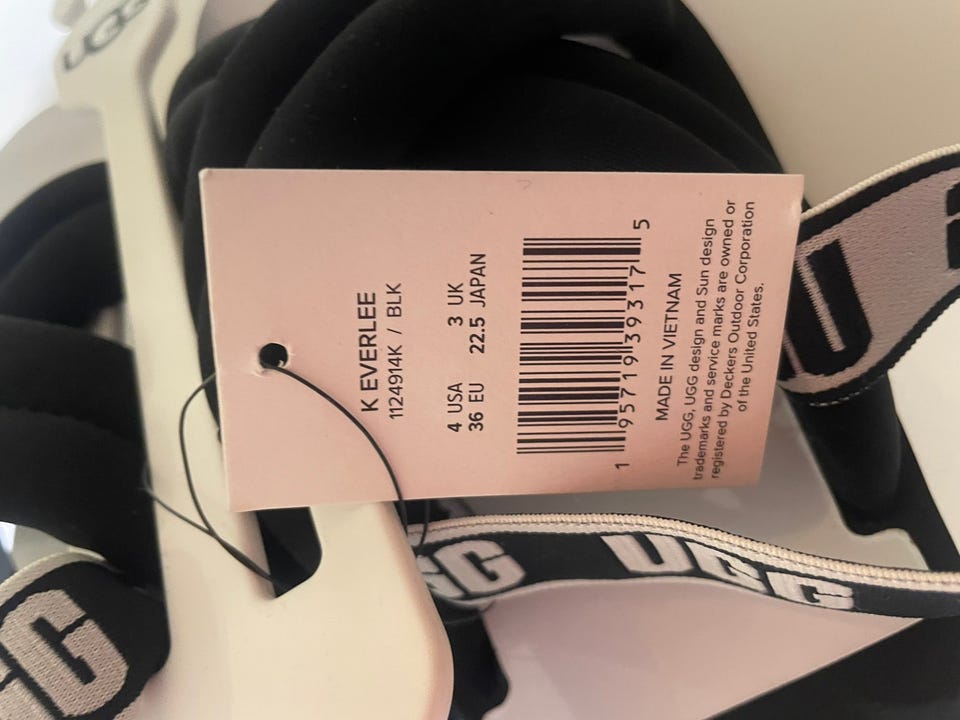 UGG
K EVERLEE
1124914K / BLK
4 USA 3 UK
36 EU 22.5 JAPAN
1 95719 39317 5
MADE IN VIETNAM
The UGG, UGG design and Sun design
trademarks and service marks are owned or
registered by Deckers Outdoor Corporation
of the United States.
UGG